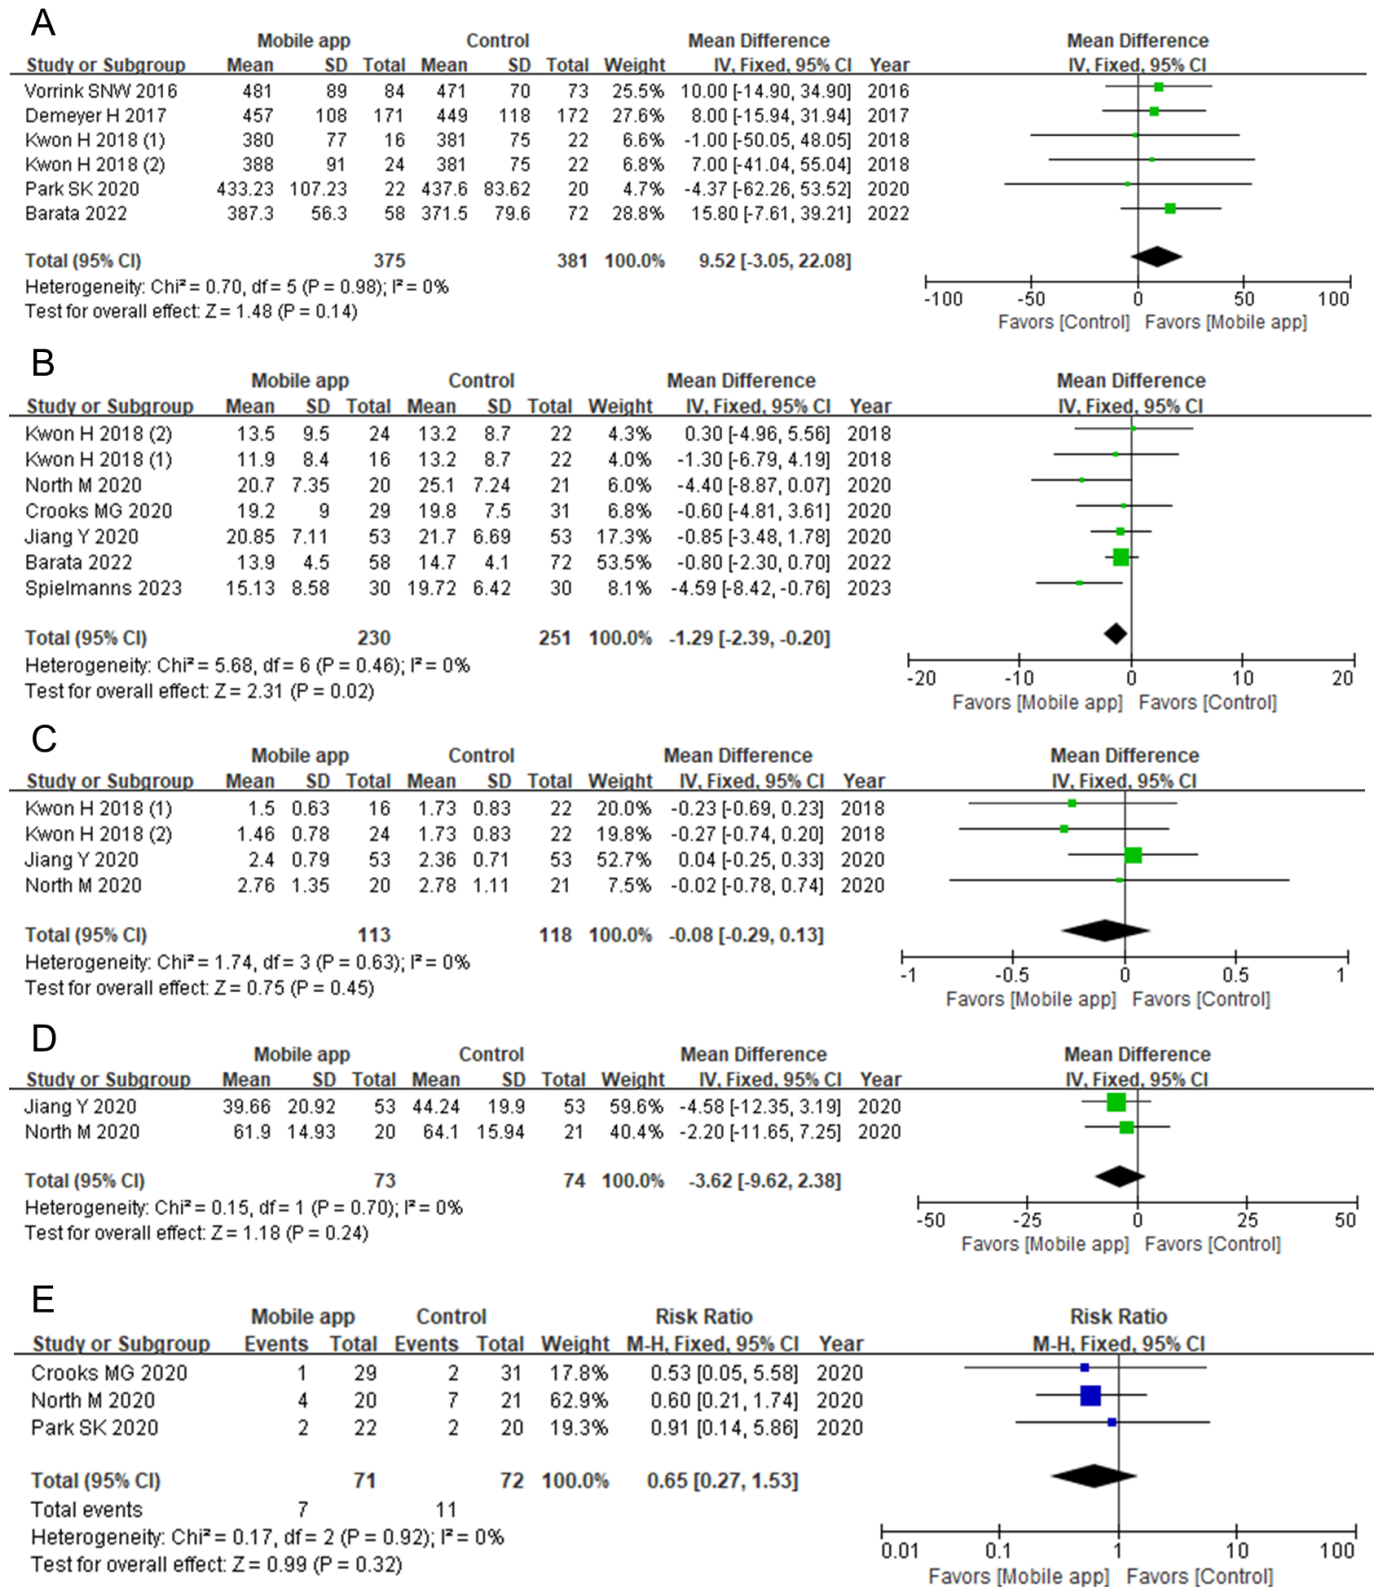 A
Mobile app Control Mean Difference Mean Difference
Study or Subgroup Mean SD Total Mean SD Total Weight IV, Fixed, 95% CI Year IV, Fixed, 95% CI
Vorrink SNW 2016 481 89 84 471 70 73 25.5% 10.00 [-14.90, 34.90] 2016
Demeyer H 2017 457 108 171 449 118 172 27.6% 8.00 [-15.94, 31.94] 2017
Kwon H 2018 (1) 380 77 16 381 75 22 6.6% -1.00 [-50.05, 48.05] 2018
Kwon H 2018 (2) 388 91 24 381 75 22 6.8% 7.00 [-41.04, 55.04] 2018
Park SK 2020 433.23 107.23 22 437.6 83.62 20 4.7% -4.37 [-62.26, 53.52] 2020
Barata 2022 387.3 56.3 58 371.5 79.6 72 28.8% 15.80 [-7.61, 39.21] 2022
Total (95% CI) 375 381 100.0% 9.52 [-3.05, 22.08]
Heterogeneity: Chi² = 0.70, df = 5 (P = 0.98); I² = 0%
Test for overall effect: Z = 1.48 (P = 0.14)
-100 -50 0 50 100
Favors [Control] Favors [Mobile app]
B
Mobile app Control Mean Difference Mean Difference
Study or Subgroup Mean SD Total Mean SD Total Weight IV, Fixed, 95% CI Year IV, Fixed, 95% CI
Kwon H 2018 (2) 13.5 9.5 24 13.2 8.7 22 4.3% 0.30 [-4.96, 5.56] 2018
Kwon H 2018 (1) 11.9 8.4 16 13.2 8.7 22 4.0% -1.30 [-6.79, 4.19] 2018
North M 2020 20.7 7.35 20 25.1 7.24 21 6.0% -4.40 [-8.87, 0.07] 2020
Crooks MG 2020 19.2 9 29 19.8 7.5 31 6.8% -0.60 [-4.81, 3.61] 2020
Jiang Y 2020 20.85 7.11 53 21.7 6.69 53 17.3% -0.85 [-3.48, 1.78] 2020
Barata 2022 13.9 4.5 58 14.7 4.1 72 53.5% -0.80 [-2.30, 0.70] 2022
Spielmanns 2023 15.13 8.58 30 19.72 6.42 30 8.1% -4.59 [-8.42, -0.76] 2023
Total (95% CI) 230 251 100.0% -1.29 [-2.39, -0.20]
Heterogeneity: Chi² = 5.68, df = 6 (P = 0.46); I² = 0%
Test for overall effect: Z = 2.31 (P = 0.02)
-20 -10 0 10 20
Favors [Mobile app] Favors [Control]
C
Mobile app Control Mean Difference Mean Difference
Study or Subgroup Mean SD Total Mean SD Total Weight IV, Fixed, 95% CI Year IV, Fixed, 95% CI
Kwon H 2018 (1) 1.5 0.63 16 1.73 0.83 22 20.0% -0.23 [-0.69, 0.23] 2018
Kwon H 2018 (2) 1.46 0.78 24 1.73 0.83 22 19.8% -0.27 [-0.74, 0.20] 2018
Jiang Y 2020 2.4 0.79 53 2.36 0.71 53 52.7% 0.04 [-0.25, 0.33] 2020
North M 2020 2.76 1.35 20 2.78 1.11 21 7.5% -0.02 [-0.78, 0.74] 2020
Total (95% CI) 113 118 100.0% -0.08 [-0.29, 0.13]
Heterogeneity: Chi² = 1.74, df = 3 (P = 0.63); I² = 0%
Test for overall effect: Z = 0.75 (P = 0.45)
-1 -0.5 0 0.5 1
Favors [Mobile app] Favors [Control]
D
Mobile app Control Mean Difference Mean Difference
Study or Subgroup Mean SD Total Mean SD Total Weight IV, Fixed, 95% CI Year IV, Fixed, 95% CI
Jiang Y 2020 39.66 20.92 53 44.24 19.9 53 59.6% -4.58 [-12.35, 3.19] 2020
North M 2020 61.9 14.93 20 64.1 15.94 21 40.4% -2.20 [-11.65, 7.25] 2020
Total (95% CI) 73 74 100.0% -3.62 [-9.62, 2.38]
Heterogeneity: Chi² = 0.15, df = 1 (P = 0.70); I² = 0%
Test for overall effect: Z = 1.18 (P = 0.24)
-50 -25 0 25 50
Favors [Mobile app] Favors [Control]
E
Mobile app Control Risk Ratio Risk Ratio
Study or Subgroup Events Total Events Total Weight M-H, Fixed, 95% CI Year M-H, Fixed, 95% CI
Crooks MG 2020 1 29 2 31 17.8% 0.53 [0.05, 5.58] 2020
North M 2020 4 20 7 21 62.9% 0.60 [0.21, 1.74] 2020
Park SK 2020 2 22 2 20 19.3% 0.91 [0.14, 5.86] 2020
Total (95% CI) 71 72 100.0% 0.65 [0.27, 1.53]
Total events 7 11
Heterogeneity: Chi² = 0.17, df = 2 (P = 0.92); I² = 0%
Test for overall effect: Z = 0.99 (P = 0.32)
0.01 0.1 1 10 100
Favors [Mobile app] Favors [Control]